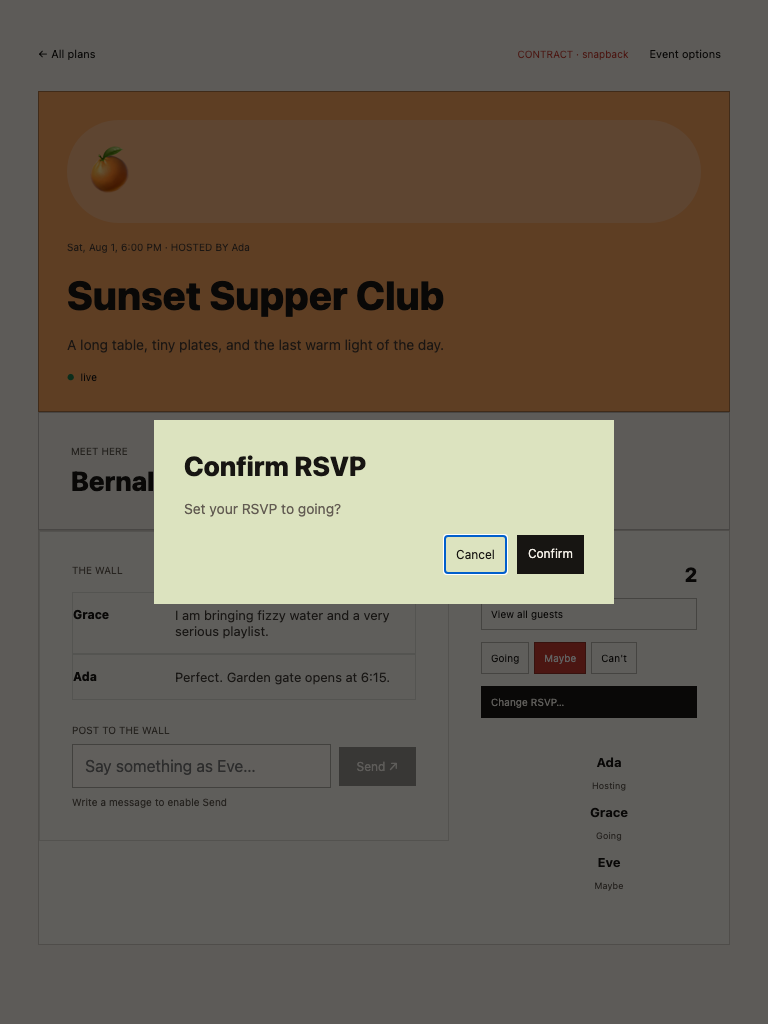 ← All plans
CONTRACT · snapback
Event options
Sat, Aug 1, 6:00 PM · HOSTED BY Ada
Sunset Supper Club
A long table, tiny plates, and the last warm light of the day.
live
MEET HERE
Bernal
Confirm RSVP
Set your RSVP to going?
Cancel
Confirm
THE WALL
2
Grace
I am bringing fizzy water and a very
serious playlist.
Ada
Perfect. Garden gate opens at 6:15.
POST TO THE WALL
Say something as Eve...
Send ↗
Write a message to enable Send
View all guests
Going
Maybe
Can't
Change RSVP...
Ada
Hosting
Grace
Going
Eve
Maybe